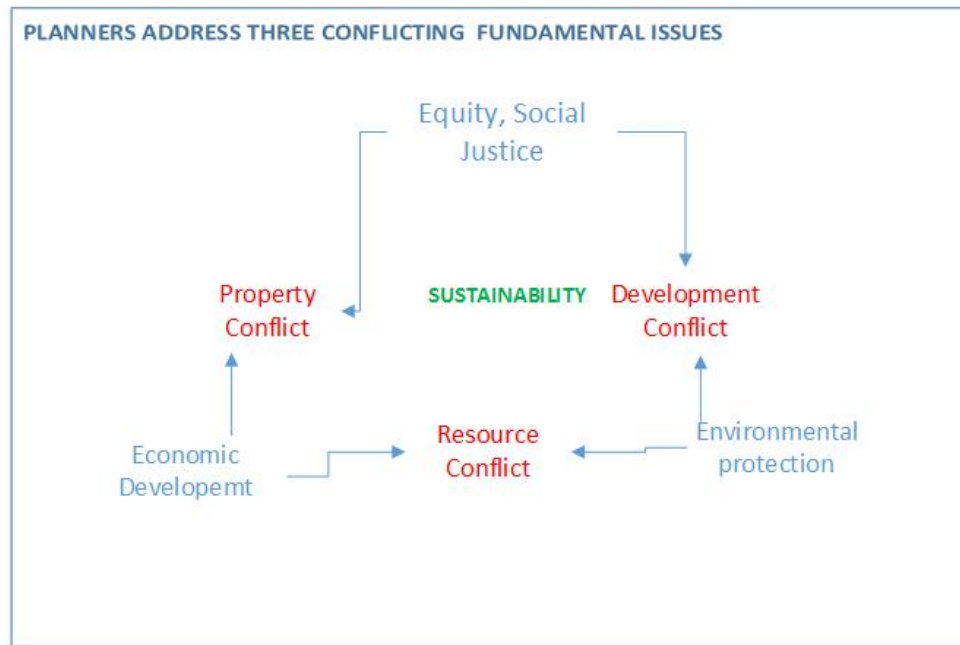 PLANNERS ADDRESS THREE CONFLICTING FUNDAMENTAL ISSUES
Equity, Social
Justice
Property
Conflict
SUSTAINABILITY
Development
Conflict
Resource
Conflict
Economic
Developemt
Environmental
protection